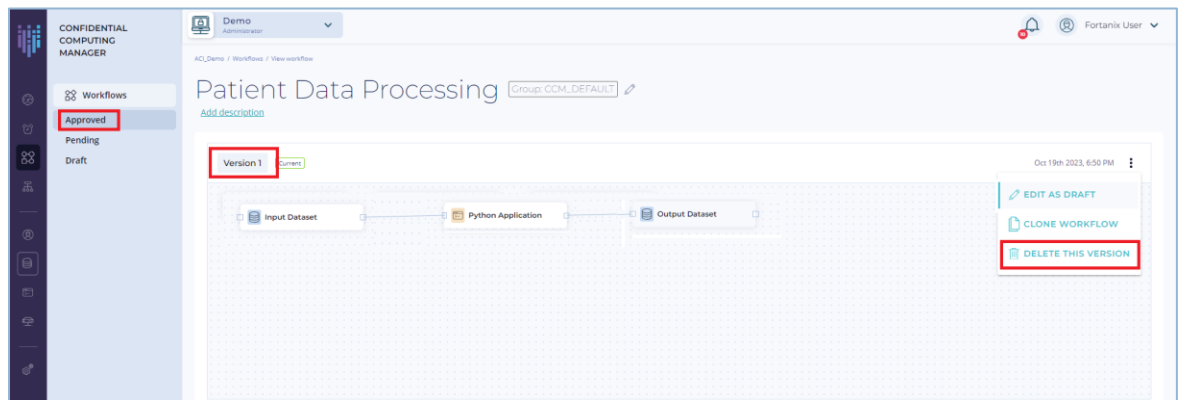 CONFIDENTIAL
COMPUTING
MANAGER
Workflows
Approved
Pending
Draft
Demo
Administrator
Fortanix User
ACI_Demo / Workflows / View workflow
Patient Data Processing
Group: CCM_DEFAULT
Add description
Version 1
Current
Oct 19th 2023, 6:50 PM
Input Dataset
Python Application
Output Dataset
EDIT AS DRAFT
CLONE WORKFLOW
DELETE THIS VERSION